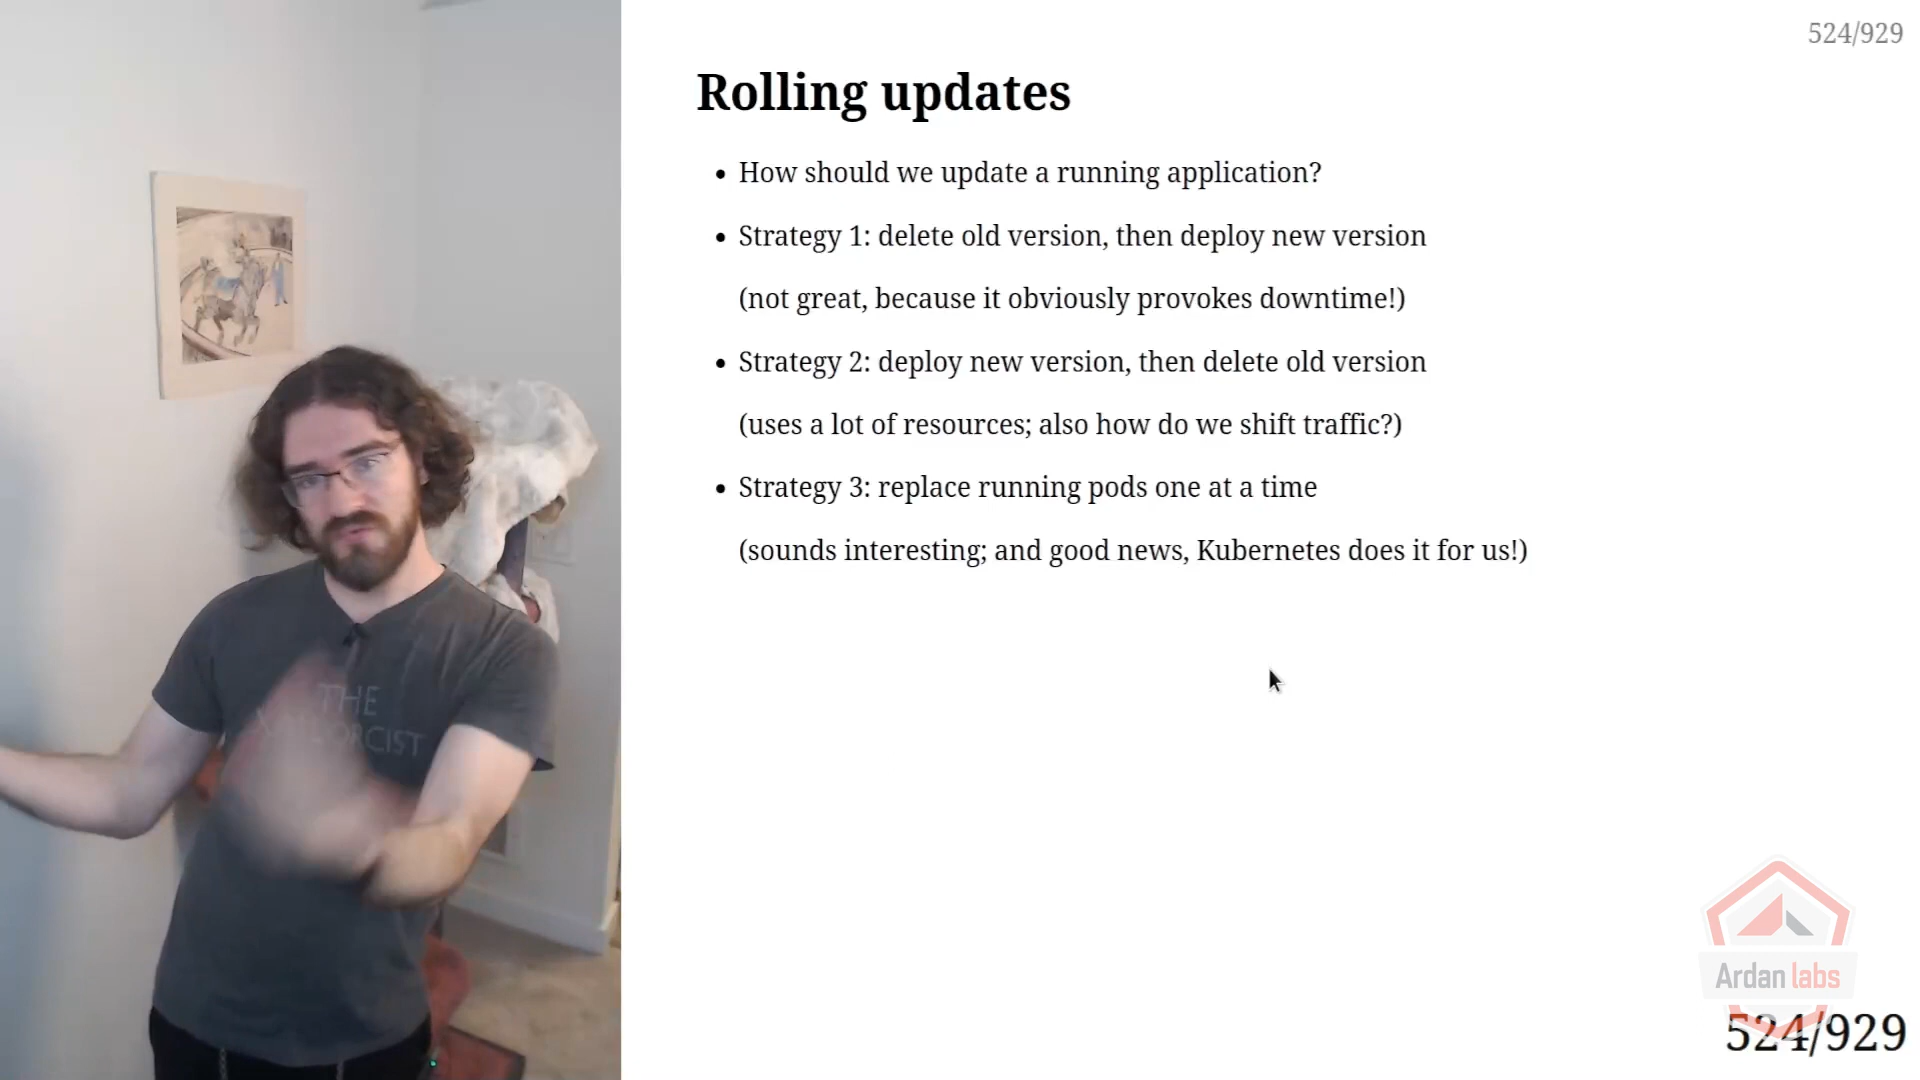 524/929
Rolling updates
• How should we update a running application?
• Strategy 1: delete old version, then deploy new version
(not great, because it obviously provokes downtime!)
• Strategy 2: deploy new version, then delete old version
(uses a lot of resources; also how do we shift traffic?)
• Strategy 3: replace running pods one at a time
(sounds interesting; and good news, Kubernetes does it for us!)
THE
Ardan labs
524/929